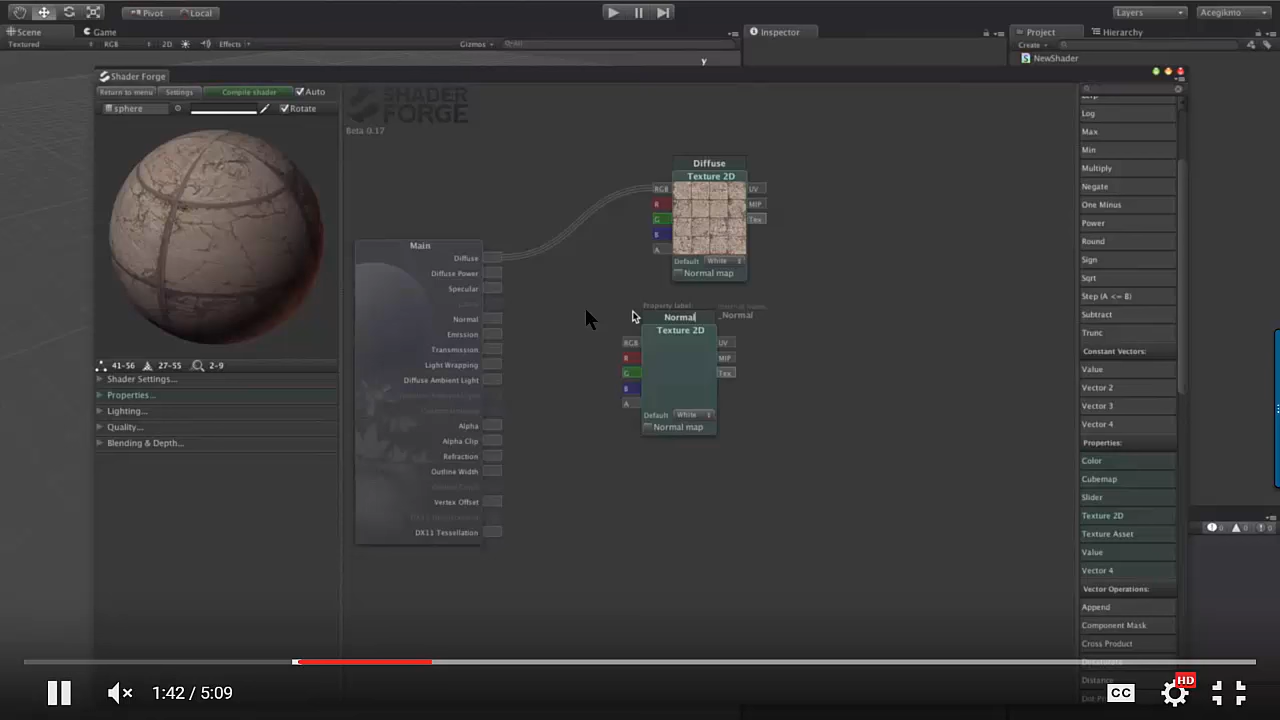 Pivot Local
Layers
Acegikmo
Scene
Game
Inspector
Project
Hierarchy
Textured
RGB
2D
Effects
Gizmos
All
Create
y
NewShader
Shader Forge
Return to menu
Settings
Compile shader
Auto
sphere
Rotate
SHADER
FORGE
Beta 0.17
41-56
27-55
2-9
Shader Settings...
Properties...
Lighting...
Quality...
Blending & Depth...
Main
Diffuse
Diffuse Power
Specular
Normal
Emission
Transmission
Light Wrapping
Diffuse Ambient Light
Alpha
Alpha Clip
Refraction
Outline Width
Vertex Offset
DX11 Tessellation
Diffuse
Texture 2D
RGB
R
G
B
A
UV
MIP
Tex
Default White
Normal map
Property label:
Internal name:
Normal
_Normal
Texture 2D
RGB
R
G
B
A
UV
MIP
Tex
Default White
Normal map
Log
Max
Min
Multiply
Negate
One Minus
Power
Round
Sign
Sqrt
Step (A <= B)
Subtract
Trunc
Constant Vectors:
Value
Vector 2
Vector 3
Vector 4
Properties:
Color
Cubemap
Slider
Texture 2D
Texture Asset
Value
Vector 4
Vector Operations:
Append
Component Mask
Cross Product
Distance
0 0 0
1:42 / 5:09
CC
HD